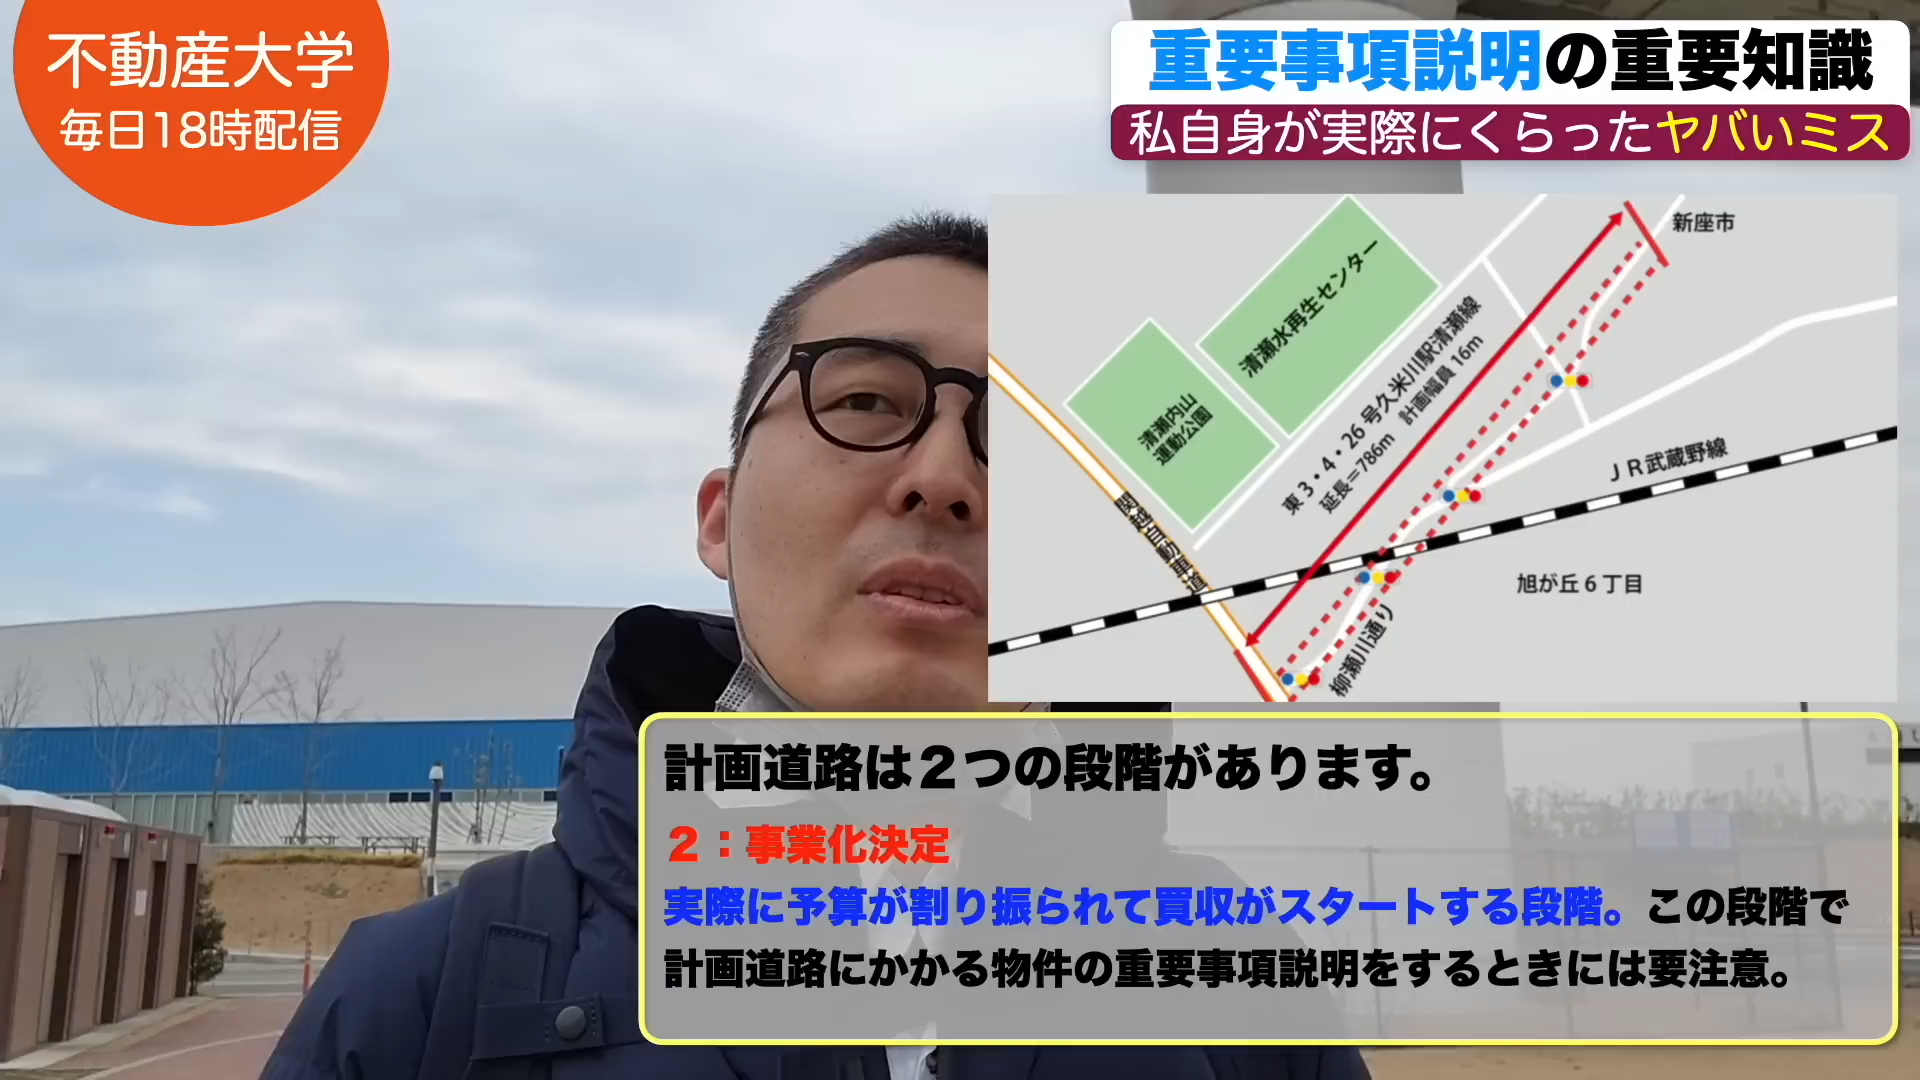 不動産大学
毎日18時配信
重要事項説明の重要知識
私自身が実際にくらったヤバいミス
新座市
清瀬水再生センター
清瀬内山
運動公園
東3・4・26号久米川駅清瀬線
延長=786m 計画幅員16m
関越自動車道
JR武蔵野線
旭が丘6丁目
柳瀬川通り
計画道路は2つの段階があります。
2:事業化決定
実際に予算が割り振られて買収がスタートする段階。この段階で
計画道路にかかる物件の重要事項説明をするときには要注意。